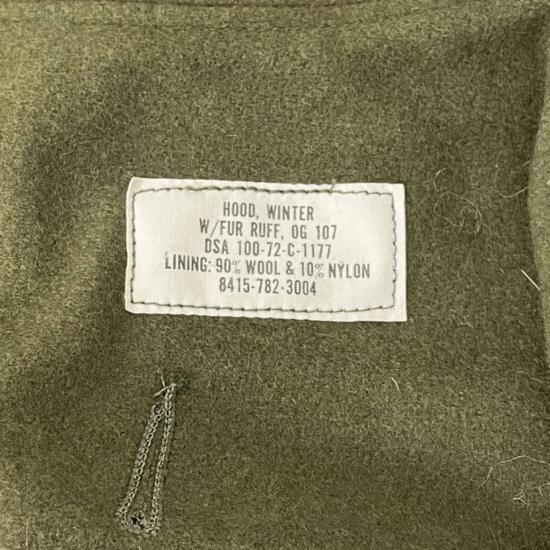 HOOD, WINTER
W/FUR RUFF, OG 107
DSA 100-72-C-1177
LINING: 90% WOOL & 10% NYLON
8415-782-3004